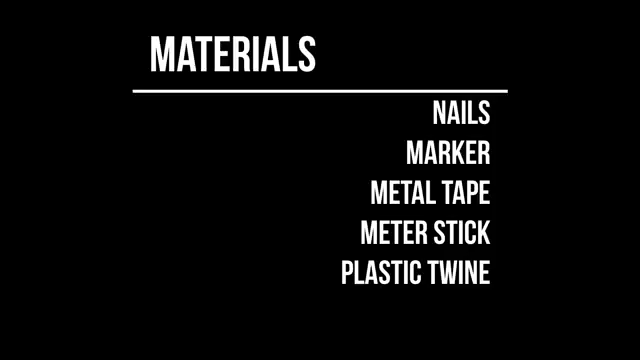 MATERIALS
NAILS
MARKER
METAL TAPE
METER STICK
PLASTIC TWINE